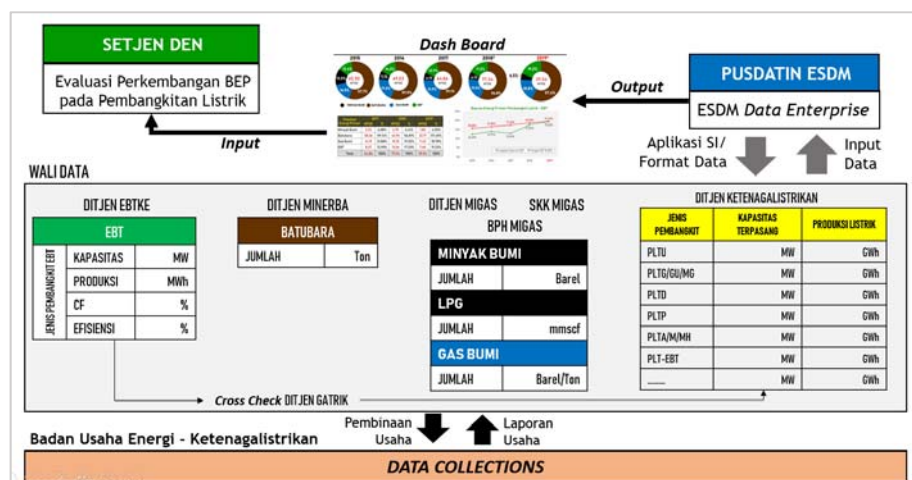 SETJEN DEN
Evaluasi Perkembangan BEP
pada Pembangkitan Listrik
Dash Board
Output
Input
PUSDATIN ESDM
ESDM Data Enterprise
Aplikasi SI/
Format Data
Input
Data
WALI DATA
DITJEN EBTKE
EBT
JENIS PEMBANGKIT EBT
KAPASITAS MW
PRODUKSI MWh
CF %
EFISIENSI %
DITJEN MINERBA
BATUBARA
JUMLAH Ton
DITJEN MIGAS SKK MIGAS
BPH MIGAS
MINYAK BUMI
JUMLAH Barel
LPG
JUMLAH mmscf
GAS BUMI
JUMLAH Barel/Ton
DITJEN KETENAGALISTRIKAN
JENIS PEMBANGKIT KAPASITAS TERPASANG PRODUKSI LISTRIK
PLTU MW GWh
PLTG/GU/MG MW GWh
PLTD MW GWh
PLTP MW GWh
PLTA/M/MH MW GWh
PLT-EBT MW GWh
....... MW GWh
Cross Check DITJEN GATRIK
Pembinaan
Usaha
Laporan
Usaha
Badan Usaha Energi - Ketenagalistrikan
DATA COLLECTIONS